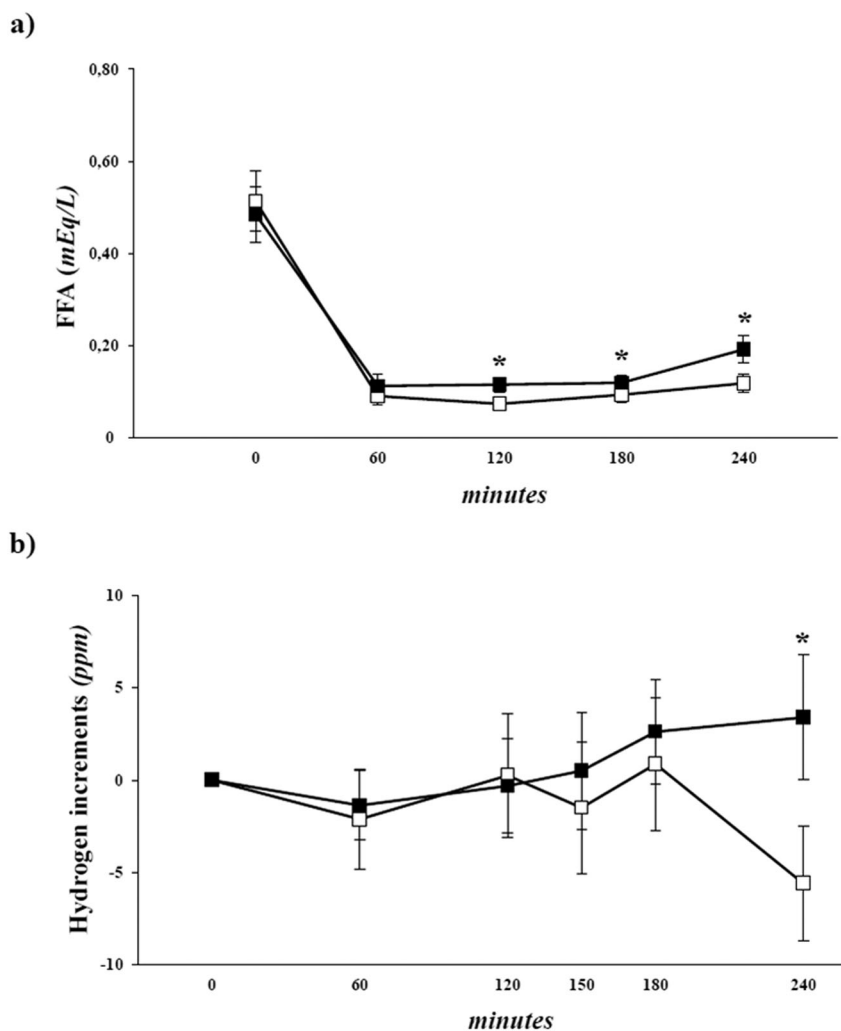 a)
0,80
0,60
0,40
0,20
0
FFA (mEq/L)
* * *
0 60 120 180 240
minutes
b)
10
5
0
-5
-10
Hydrogen increments (ppm)
*
0 60 120 150 180 240
minutes